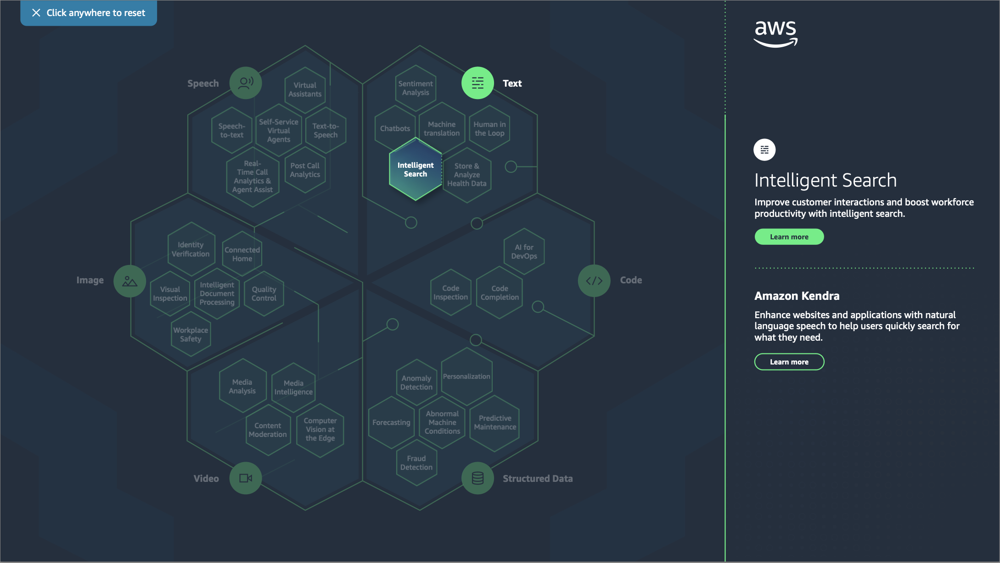 Click anywhere to reset
aws
Speech
Virtual
Assistants
Speech-
to-text
Self-Service
Virtual
Agents
Text-to-
Speech
Real-
Time Call
Analytics &
Agent Assist
Post Call
Analytics
Text
Sentiment
Analysis
Chatbots
Machine
translation
Human in
the Loop
Intelligent
Search
Store &
Analyze
Health Data
Image
Identity
Verification
Connected
Home
Visual
Inspection
Intelligent
Document
Processing
Quality
Control
Workplace
Safety
Code
AI for
DevOps
Code
Inspection
Code
Completion
Video
Media
Analysis
Media
Intelligence
Content
Moderation
Computer
Vision at
the Edge
Structured Data
Anomaly
Detection
Personalization
Forecasting
Abnormal
Machine
Conditions
Predictive
Maintenance
Fraud
Detection
Intelligent Search
Improve customer interactions and boost workforce
productivity with intelligent search.
Learn more
Amazon Kendra
Enhance websites and applications with natural
language speech to help users quickly search for
what they need.
Learn more